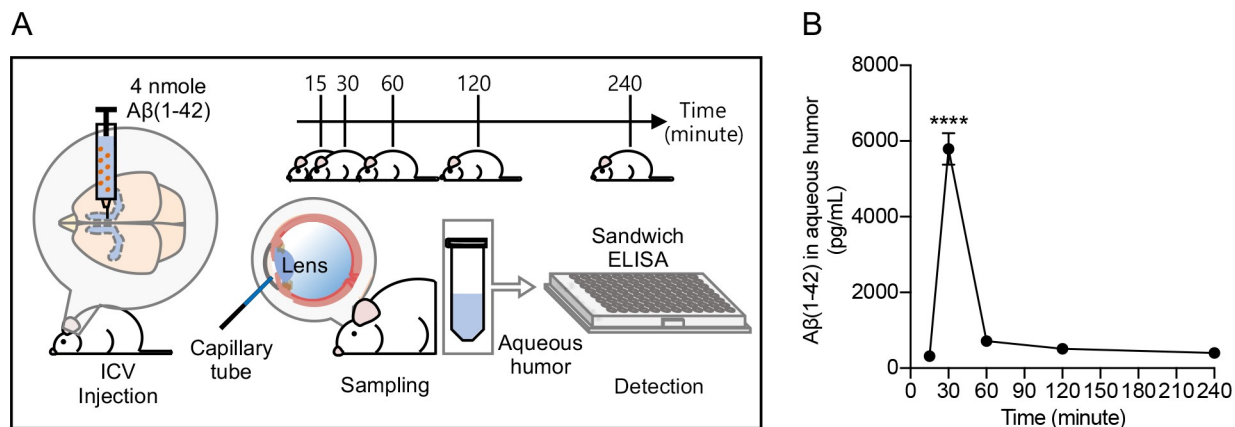 A
4 nmole
Aβ(1-42)
15 30 60 120 240
Time
(minute)
Lens
Sandwich
ELISA
Capillary
tube
Aqueous
humor
ICV
Injection
Sampling
Detection
B
Aβ(1-42) in aqueous humor
(pg/mL)
8000
6000
4000
2000
0
****
0 30 60 90 120 150 180 210 240
Time (minute)